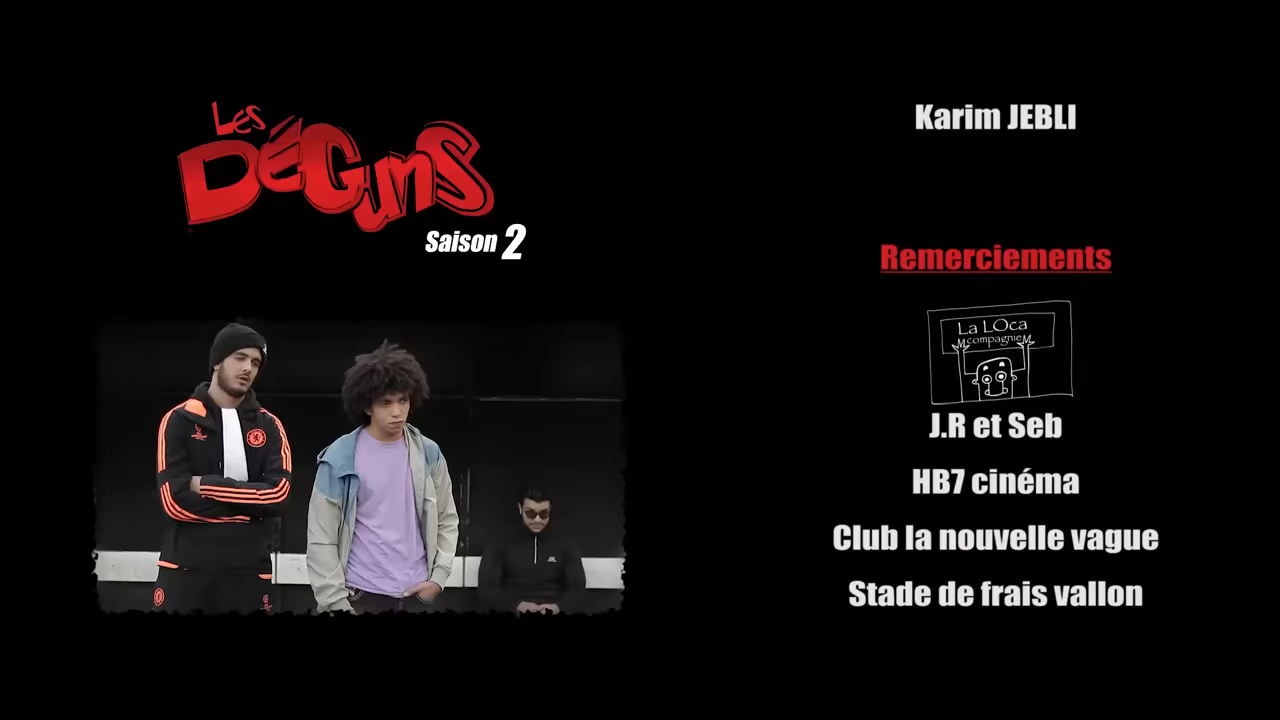 Les
DÉGUNS
Saison 2
Karim JEBLI
Remerciements
La LOca
compagnie
J.R et Seb
HB7 cinéma
Club la nouvelle vague
Stade de frais vallon